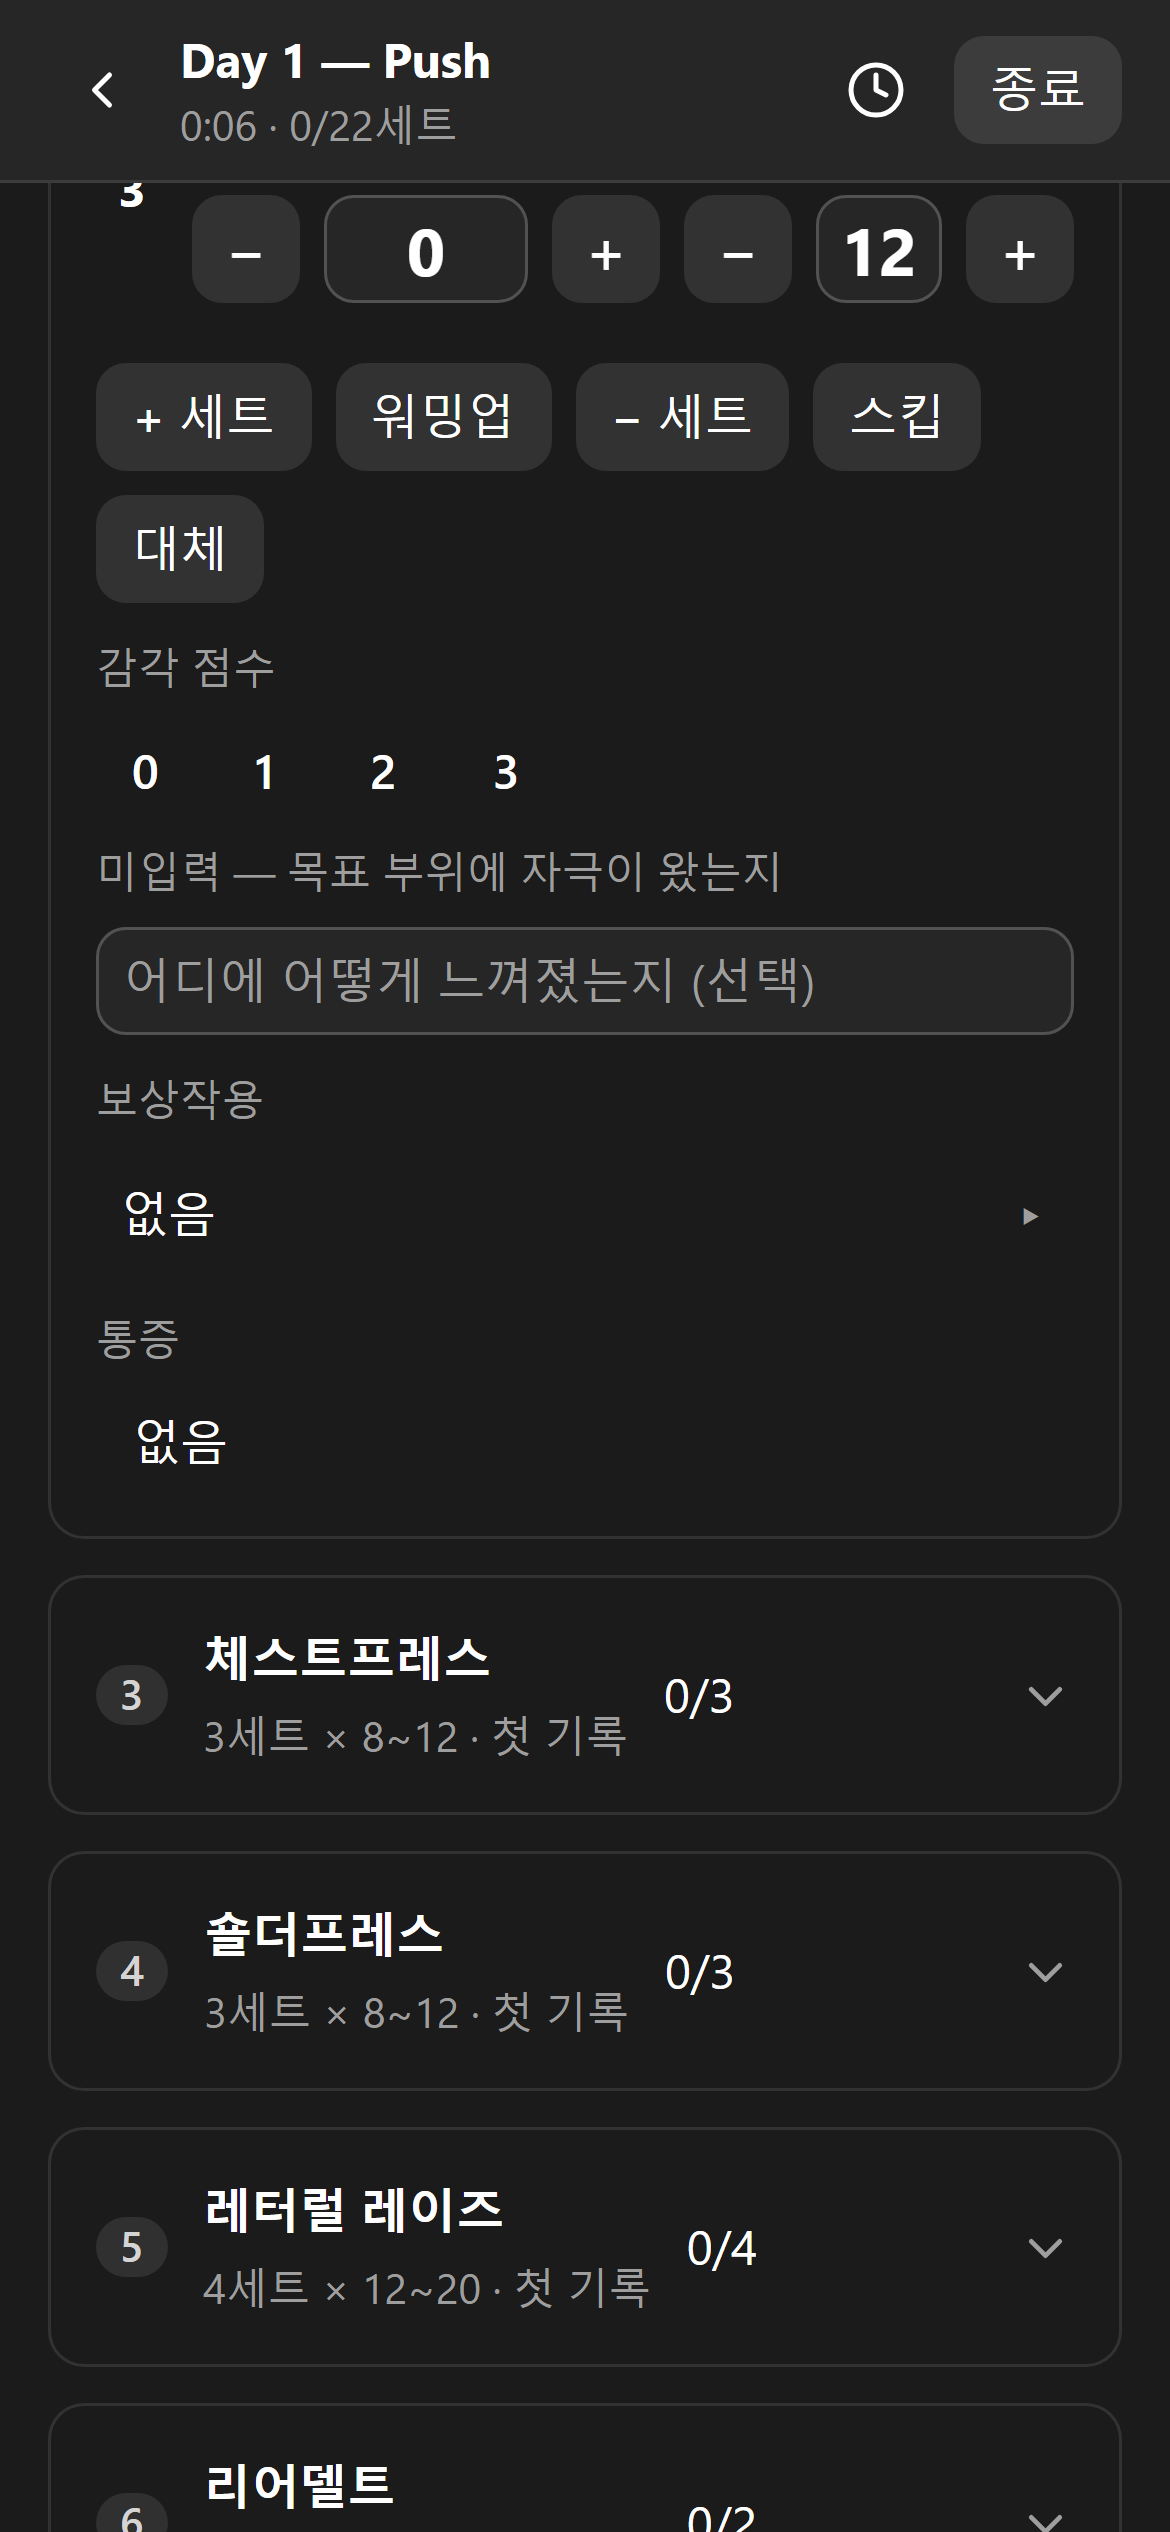 Day 1 — Push
0:06 · 0/22세트
종료
3
− 0 + − 12 +
+ 세트 워밍업 − 세트 스킵
대체
감각 점수
0 1 2 3
미입력 — 목표 부위에 자극이 왔는지
어디에 어떻게 느껴졌는지 (선택)
보상작용
없음
통증
없음
3 체스트프레스 0/3
3세트 × 8~12 · 첫 기록
4 숄더프레스 0/3
3세트 × 8~12 · 첫 기록
5 레터럴 레이즈 0/4
4세트 × 12~20 · 첫 기록
6 리어델트 0/2